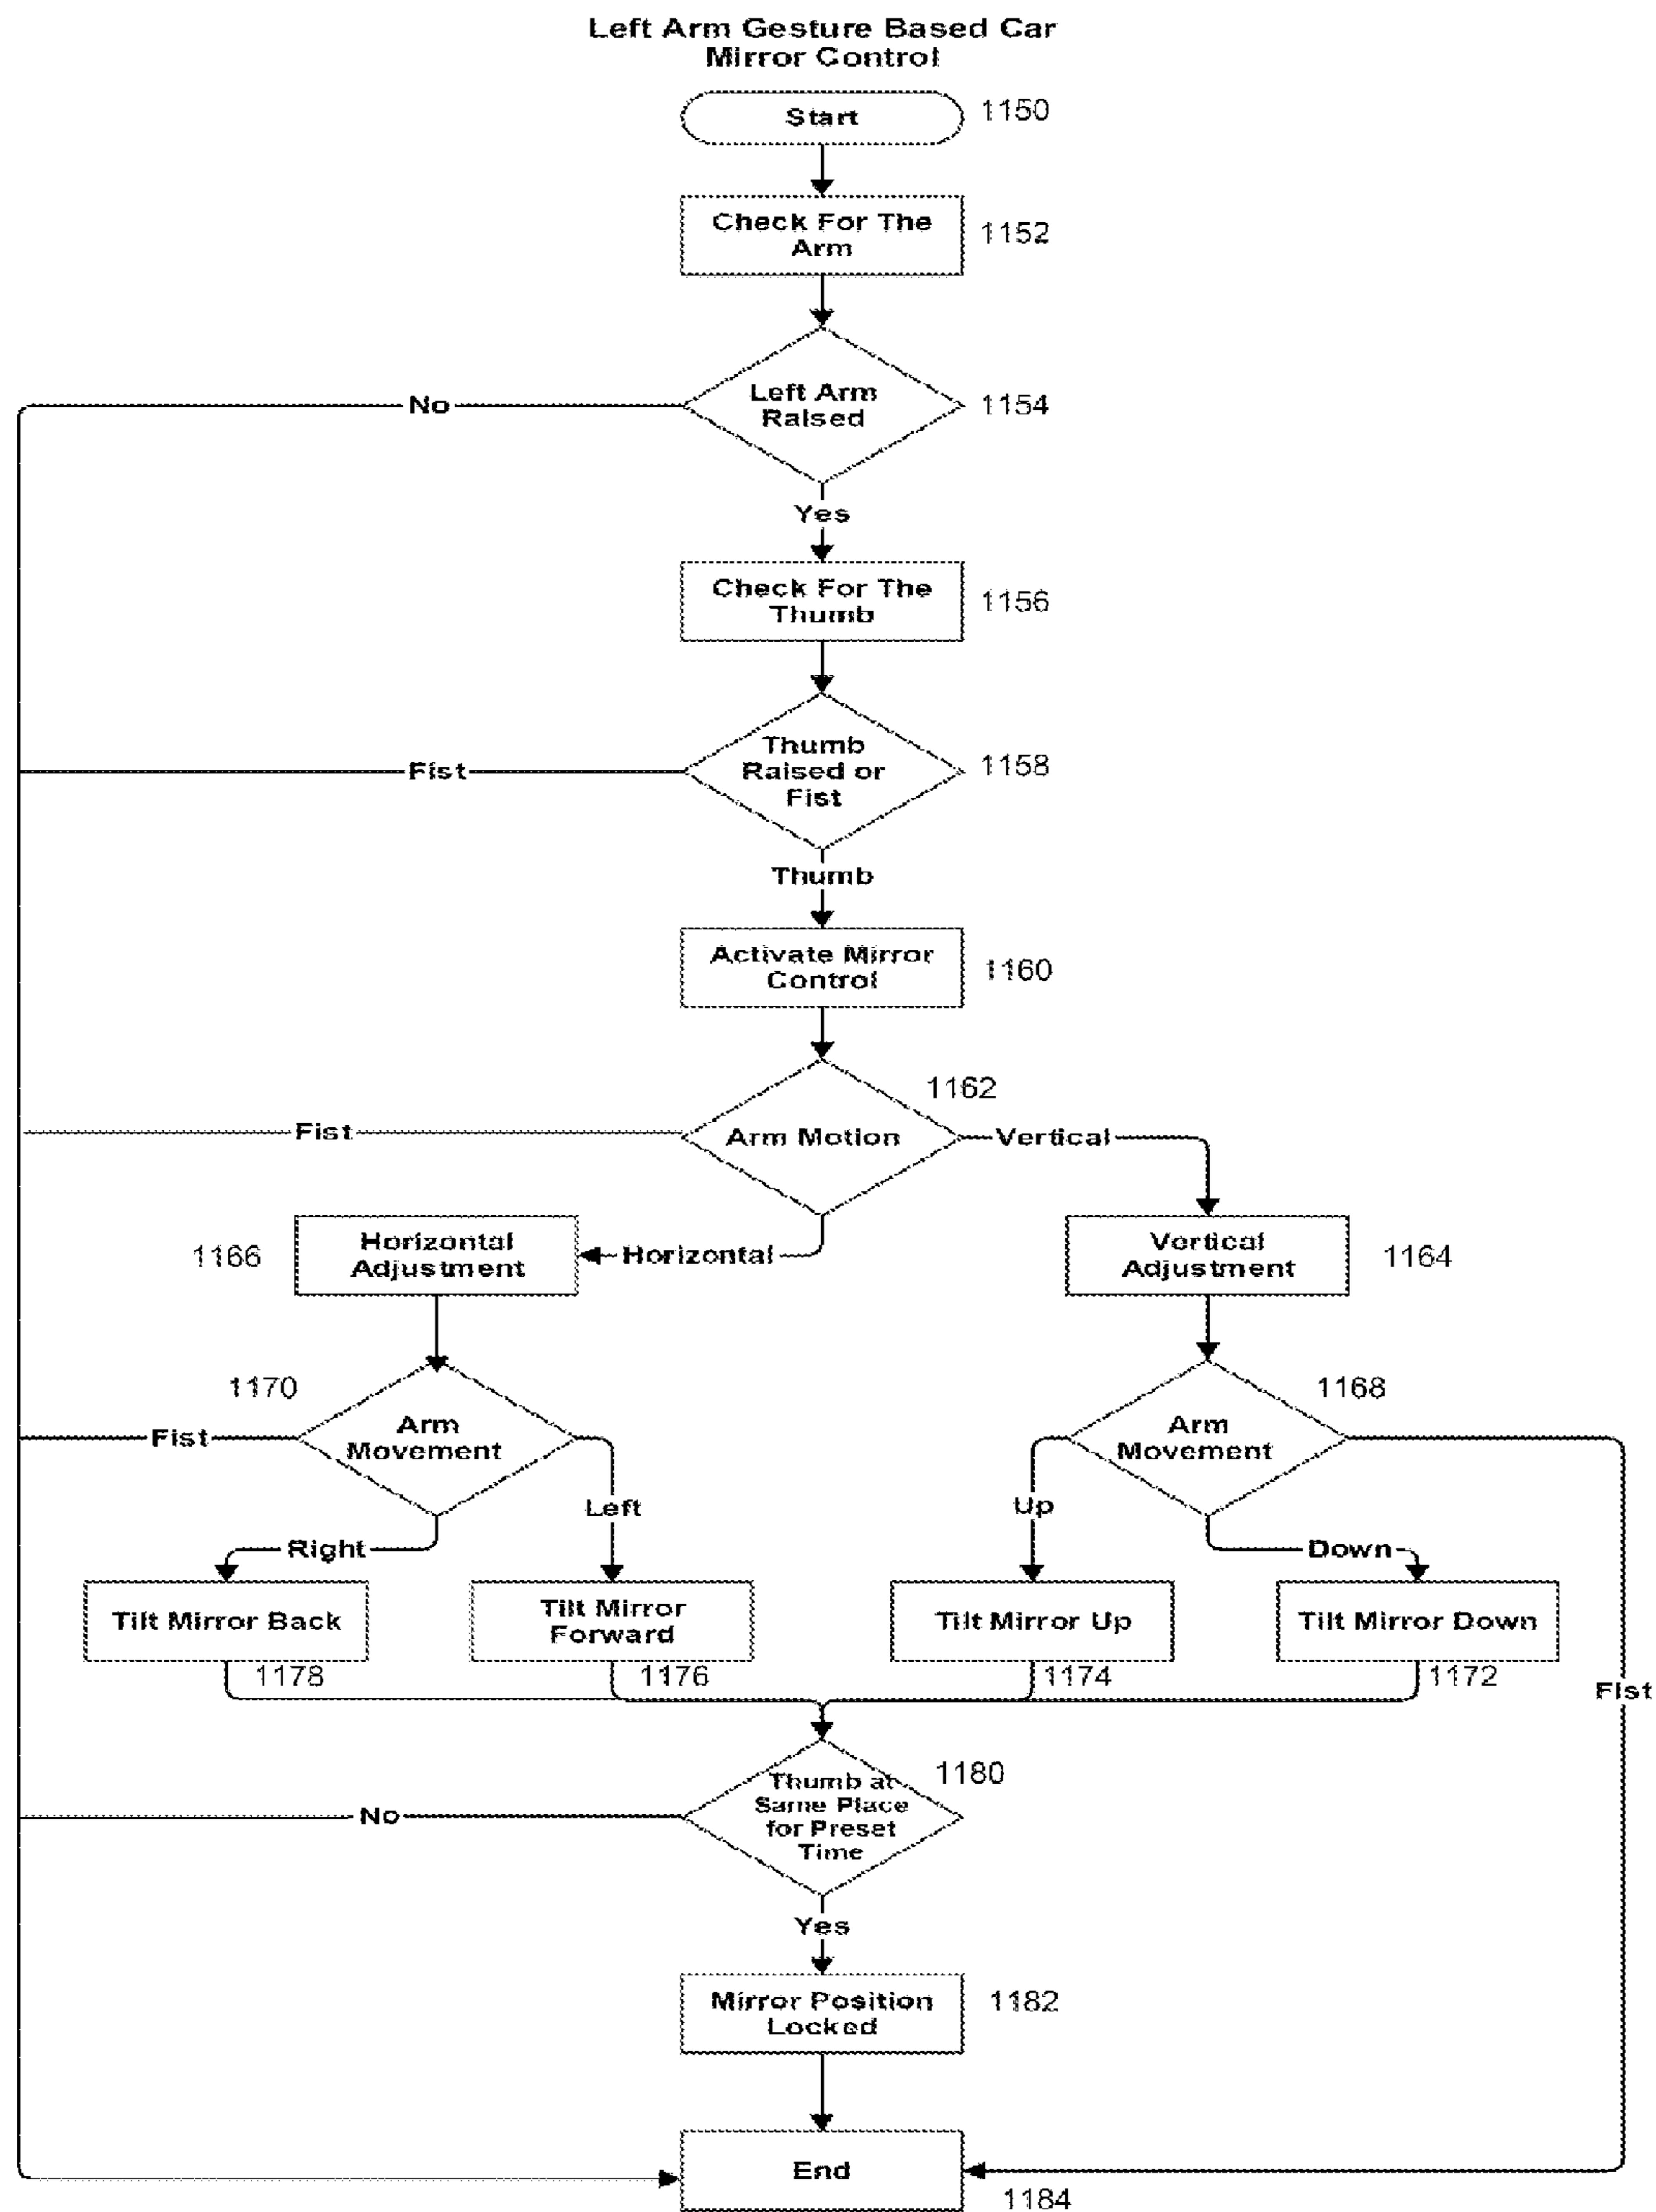 Left Arm Gesture Based Car
Mirror Control
Start
1150
Check For The
Arm
1152
Left Arm
Raised
1154
No
Yes
Check For The
Thumb
1156
Thumb
Raised or
Fist
1158
Fist
Thumb
Activate Mirror
Control
1160
1162
Arm Motion
Fist
Vertical
1166
Horizontal
Adjustment
Horizontal
Vertical
Adjustment
1164
1170
Arm
Movement
Fist
Left
Right
1168
Arm
Movement
Up
Down
Tilt Mirror Back
Tilt Mirror
Forward
Tilt Mirror Up
Tilt Mirror Down
1178
1176
1174
1172
Fist
1180
Thumb at
Same Place
for Preset
Time
No
Yes
Mirror Position
Locked
1182
End
1184